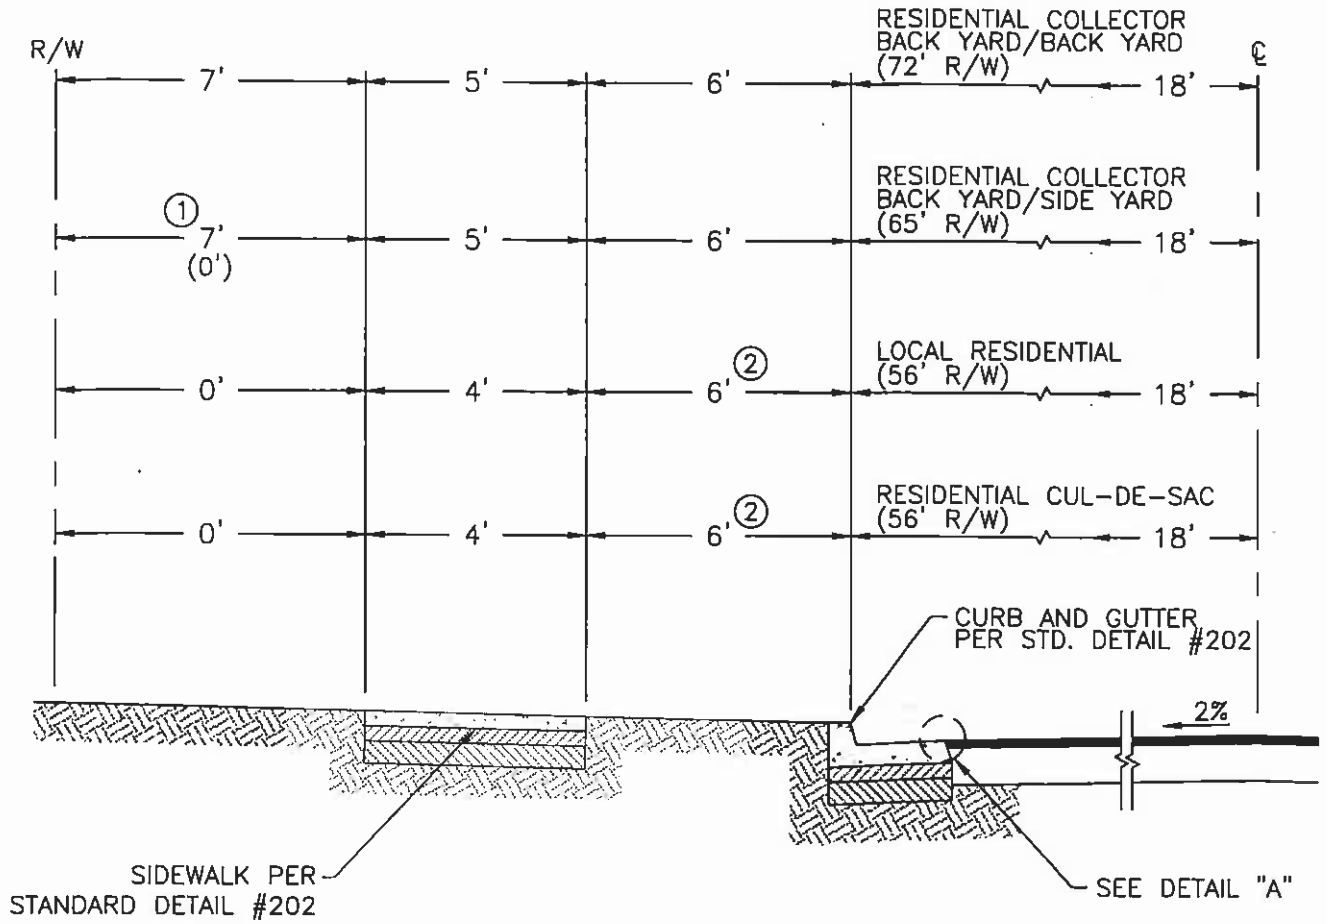 R/W
RESIDENTIAL COLLECTOR
BACK YARD/BACK YARD
(72' R/W)
℄
7'
5'
6'
18'
RESIDENTIAL COLLECTOR
BACK YARD/SIDE YARD
(65' R/W)
①
7'
(0')
5'
6'
18'
LOCAL RESIDENTIAL
(56' R/W)
0'
4'
6' ②
18'
RESIDENTIAL CUL-DE-SAC
(56' R/W)
0'
4'
6' ②
18'
CURB AND GUTTER
PER STD. DETAIL #202
2%
SIDEWALK PER
STANDARD DETAIL #202
SEE DETAIL "A"